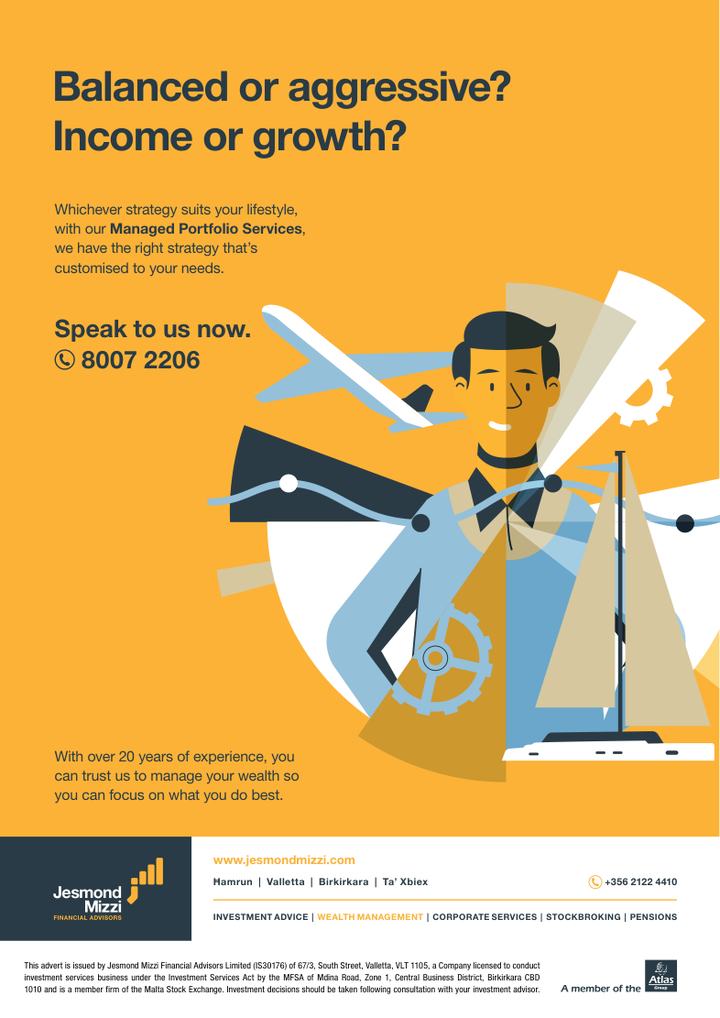 Balanced or aggressive?
Income or growth?
Whichever strategy suits your lifestyle,
with our Managed Portfolio Services,
we have the right strategy that's
customised to your needs.
Speak to us now.
8007 2206
With over 20 years of experience, you
can trust us to manage your wealth so
you can focus on what you do best.
Jesmond
Mizzi
FINANCIAL ADVISORS
www.jesmondmizzi.com
Ħamrun | Valletta | Birkirkara | Ta' Xbiex
+356 2122 4410
INVESTMENT ADVICE | WEALTH MANAGEMENT | CORPORATE SERVICES | STOCKBROKING | PENSIONS
This advert is issued by Jesmond Mizzi Financial Advisors Limited (IS30176) of 67/3, South Street, Valletta, VLT 1105, a Company licensed to conduct
investment services business under the Investment Services Act by the MFSA of Mdina Road, Zone 1, Central Business District, Birkirkara CBD
1010 and is a member firm of the Malta Stock Exchange. Investment decisions should be taken following consultation with your investment advisor.
A member of the
Atlas
Group